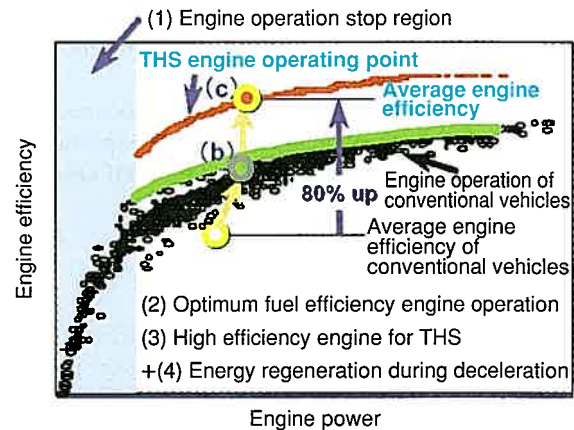 (1) Engine operation stop region
THS engine operating point
(c)
Average engine
efficiency
(b)
80% up
Engine operation of
conventional vehicles
Average engine
efficiency of
conventional vehicles
(2) Optimum fuel efficiency engine operation
(3) High efficiency engine for THS
+(4) Energy regeneration during deceleration
Engine efficiency
Engine power